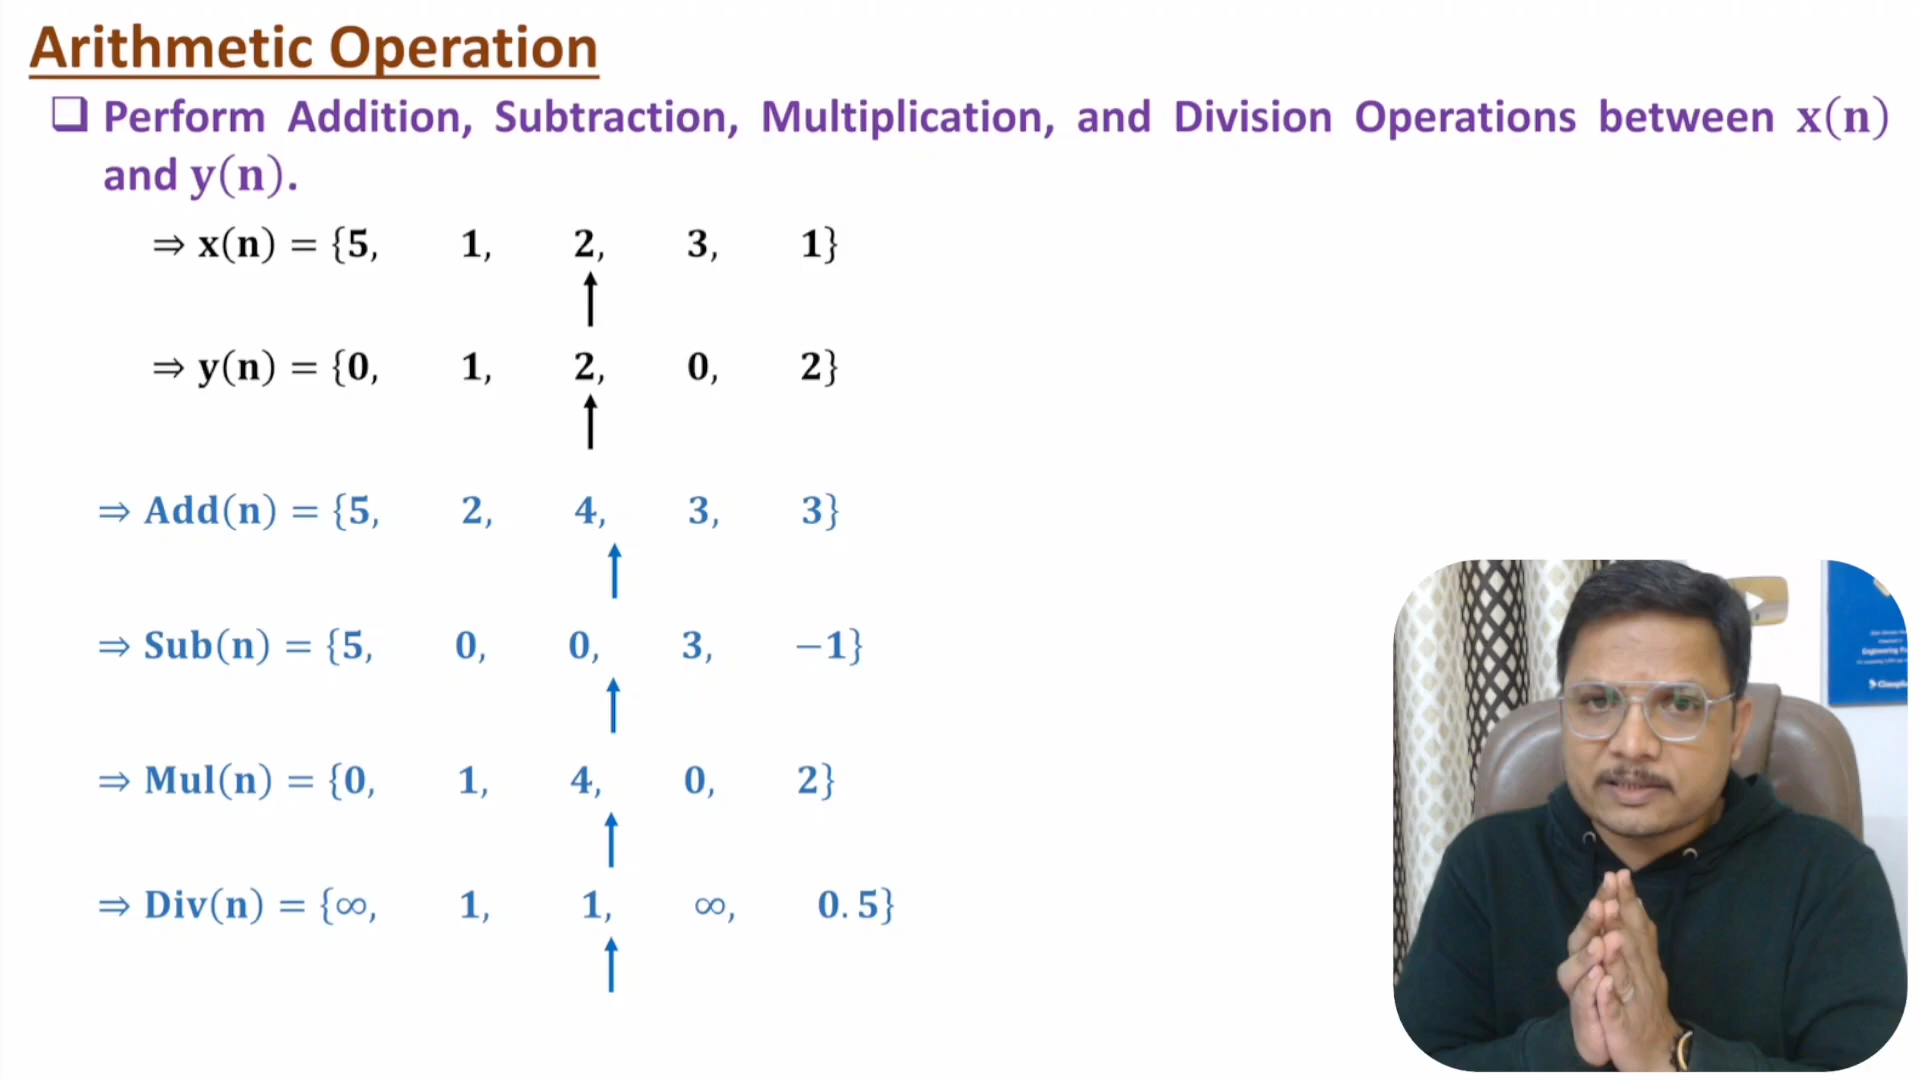 Arithmetic Operation
❑ Perform Addition, Subtraction, Multiplication, and Division Operations between x(n)
and y(n).
⇒ x(n) = {5, 1, 2, 3, 1}
↑
⇒ y(n) = {0, 1, 2, 0, 2}
↑
⇒ Add(n) = {5, 2, 4, 3, 3}
↑
⇒ Sub(n) = {5, 0, 0, 3, −1}
↑
⇒ Mul(n) = {0, 1, 4, 0, 2}
↑
⇒ Div(n) = {∞, 1, 1, ∞, 0.5}
↑